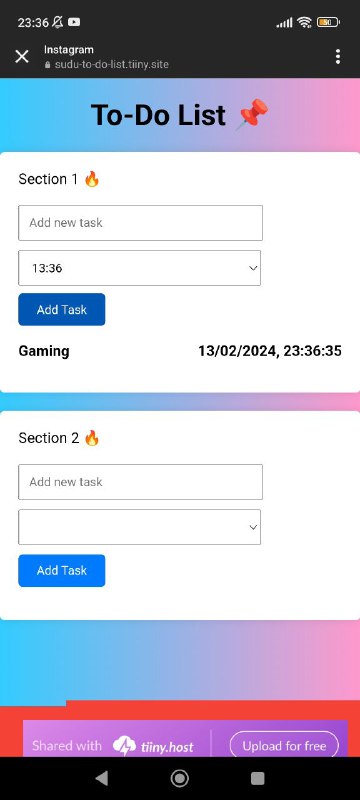 23:36
50
Instagram
sudu-to-do-list.tiiny.site
To-Do List 📌
Section 1 🔥
Add new task
13:36
Add Task
Gaming 13/02/2024, 23:36:35
Section 2 🔥
Add new task
Add Task
Shared with tiiny.host Upload for free